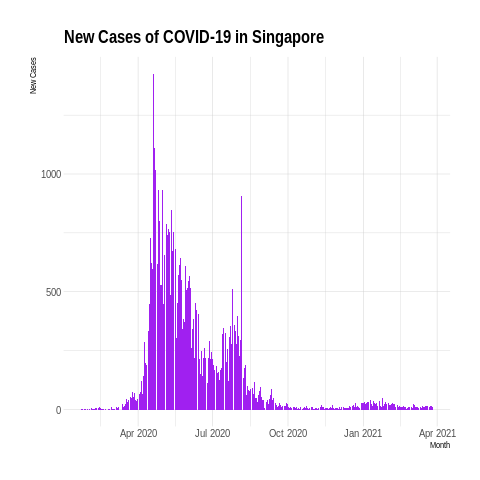 New Cases of COVID-19 in Singapore
New Cases
1000
500
0
Apr 2020 Jul 2020 Oct 2020 Jan 2021 Apr 2021
Month